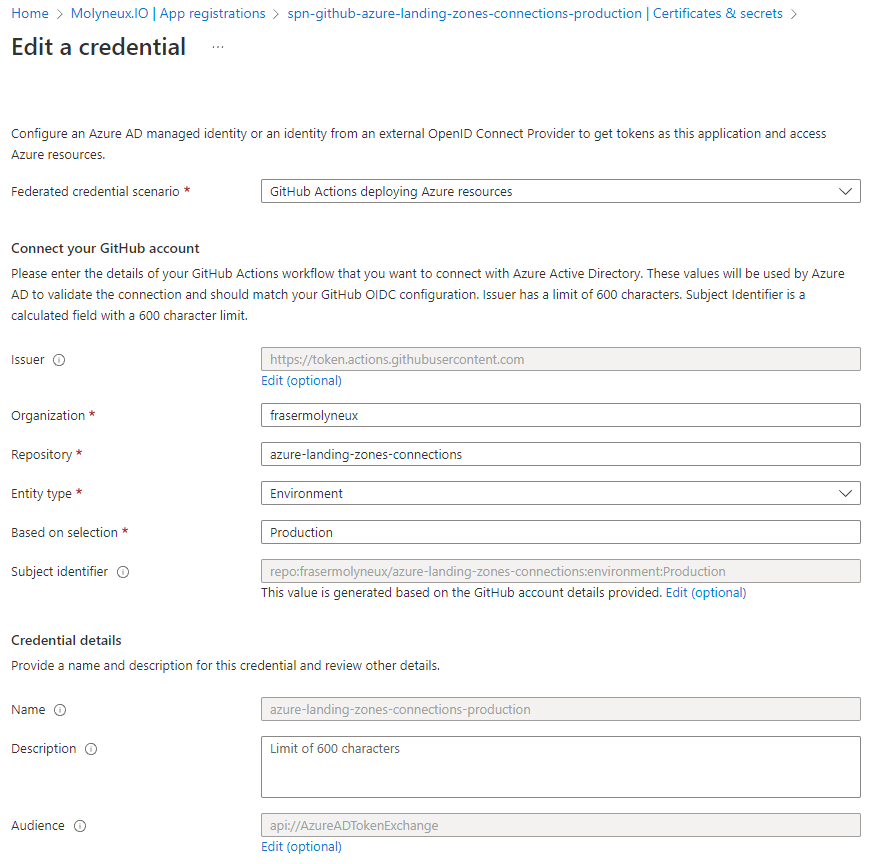 Home > Molyneux.IO | App registrations > spn-github-azure-landing-zones-connections-production | Certificates & secrets >
Edit a credential ...
Configure an Azure AD managed identity or an identity from an external OpenID Connect Provider to get tokens as this application and access
Azure resources.
Federated credential scenario * GitHub Actions deploying Azure resources
Connect your GitHub account
Please enter the details of your GitHub Actions workflow that you want to connect with Azure Active Directory. These values will be used by Azure
AD to validate the connection and should match your GitHub OIDC configuration. Issuer has a limit of 600 characters. Subject Identifier is a
calculated field with a 600 character limit.
Issuer https://token.actions.githubusercontent.com
Edit (optional)
Organization * frasermolyneux
Repository * azure-landing-zones-connections
Entity type * Environment
Based on selection * Production
Subject identifier repo:frasermolyneux/azure-landing-zones-connections:environment:Production
This value is generated based on the GitHub account details provided. Edit (optional)
Credential details
Provide a name and description for this credential and review other details.
Name azure-landing-zones-connections-production
Description Limit of 600 characters
Audience api://AzureADTokenExchange
Edit (optional)